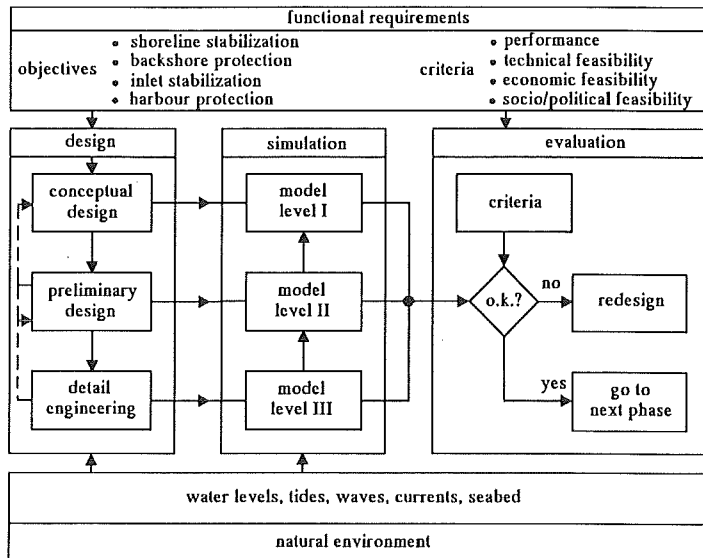 functional requirements
objectives
• shoreline stabilization
• backshore protection
• inlet stabilization
• harbour protection
criteria
• performance
• technical feasibility
• economic feasibility
• socio/political feasibility
design
simulation
evaluation
conceptual
design
model
level I
criteria
preliminary
design
model
level II
o.k.?
no
redesign
detail
engineering
model
level III
yes
go to
next phase
water levels, tides, waves, currents, seabed
natural environment